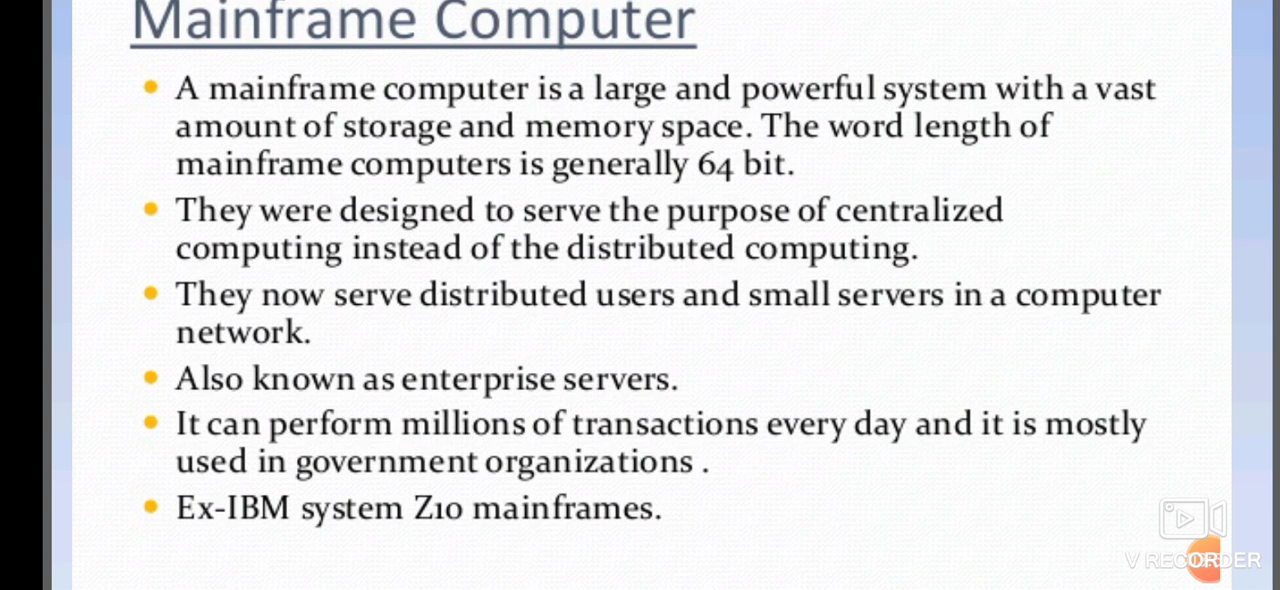 Mainframe Computer
• A mainframe computer is a large and powerful system with a vast
amount of storage and memory space. The word length of
mainframe computers is generally 64 bit.
• They were designed to serve the purpose of centralized
computing instead of the distributed computing.
• They now serve distributed users and small servers in a computer
network.
• Also known as enterprise servers.
• It can perform millions of transactions every day and it is mostly
used in government organizations .
• Ex-IBM system Z10 mainframes.
V RECORDER